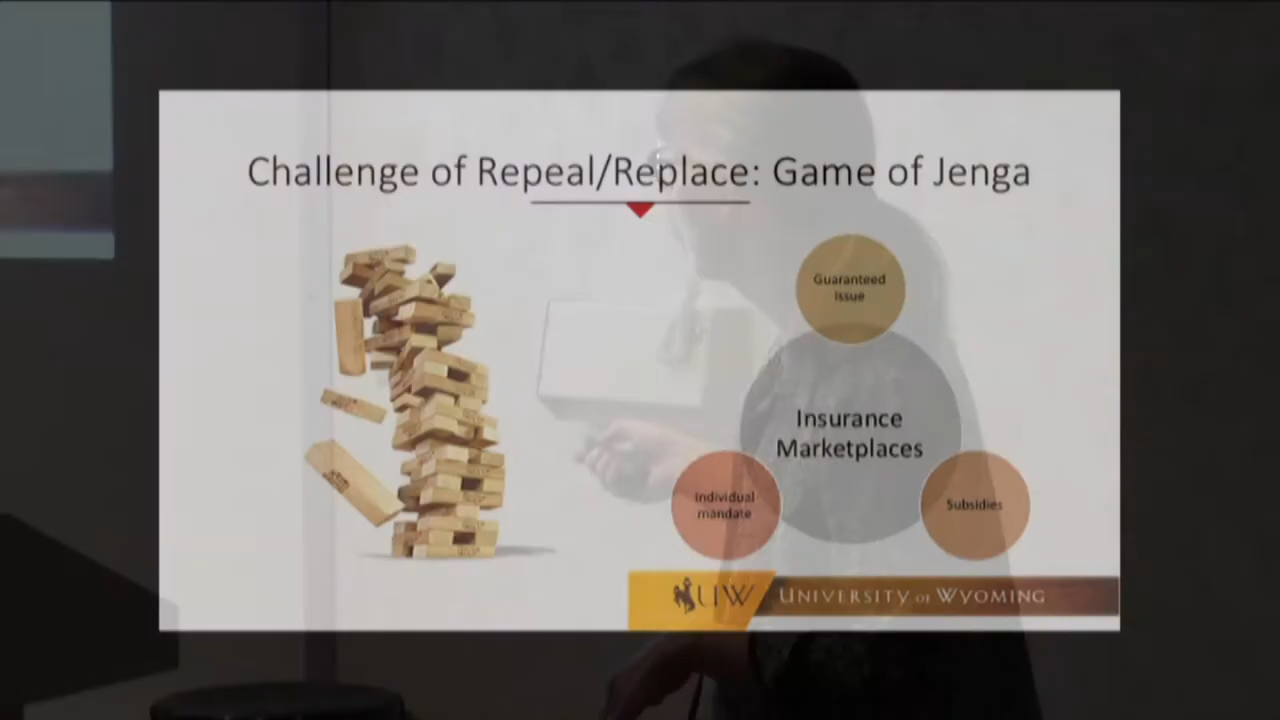 Challenge of Repeal/Replace: Game of Jenga
Guaranteed
issue
Insurance
Marketplaces
Individual
mandate
Subsidies
UW
UNIVERSITY OF WYOMING